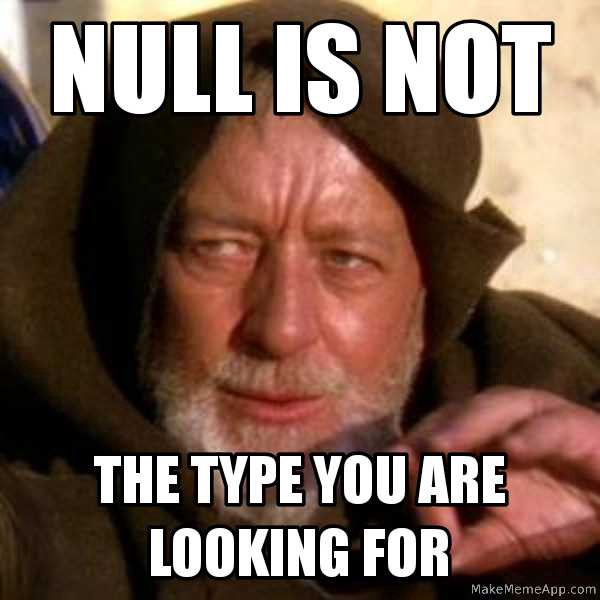 NULL IS NOT
THE TYPE YOU ARE
LOOKING FOR
MakeMemeApp.com